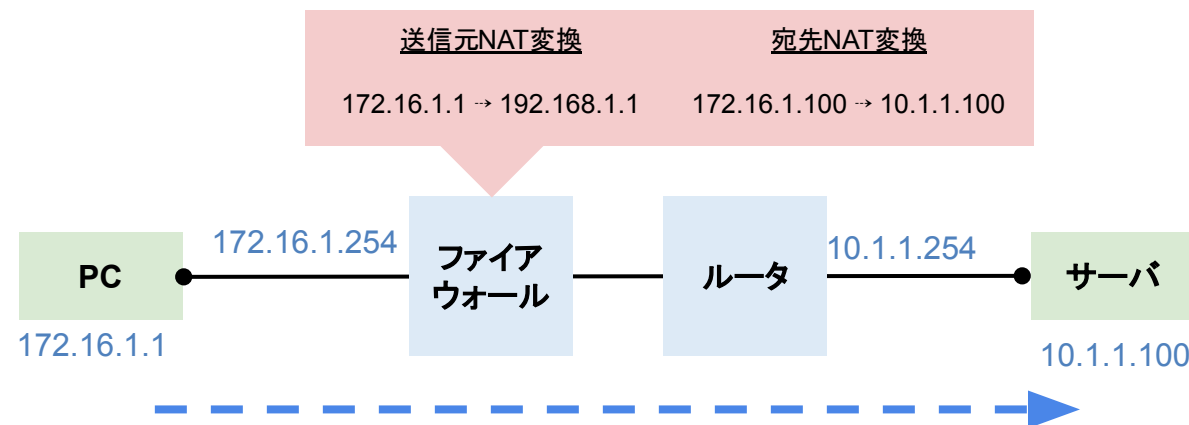 送信元NAT変換
宛先NAT変換
172.16.1.1 → 192.168.1.1
172.16.1.100 → 10.1.1.100
PC
172.16.1.1
172.16.1.254
ファイア
ウォール
ルータ
10.1.1.254
サーバ
10.1.1.100